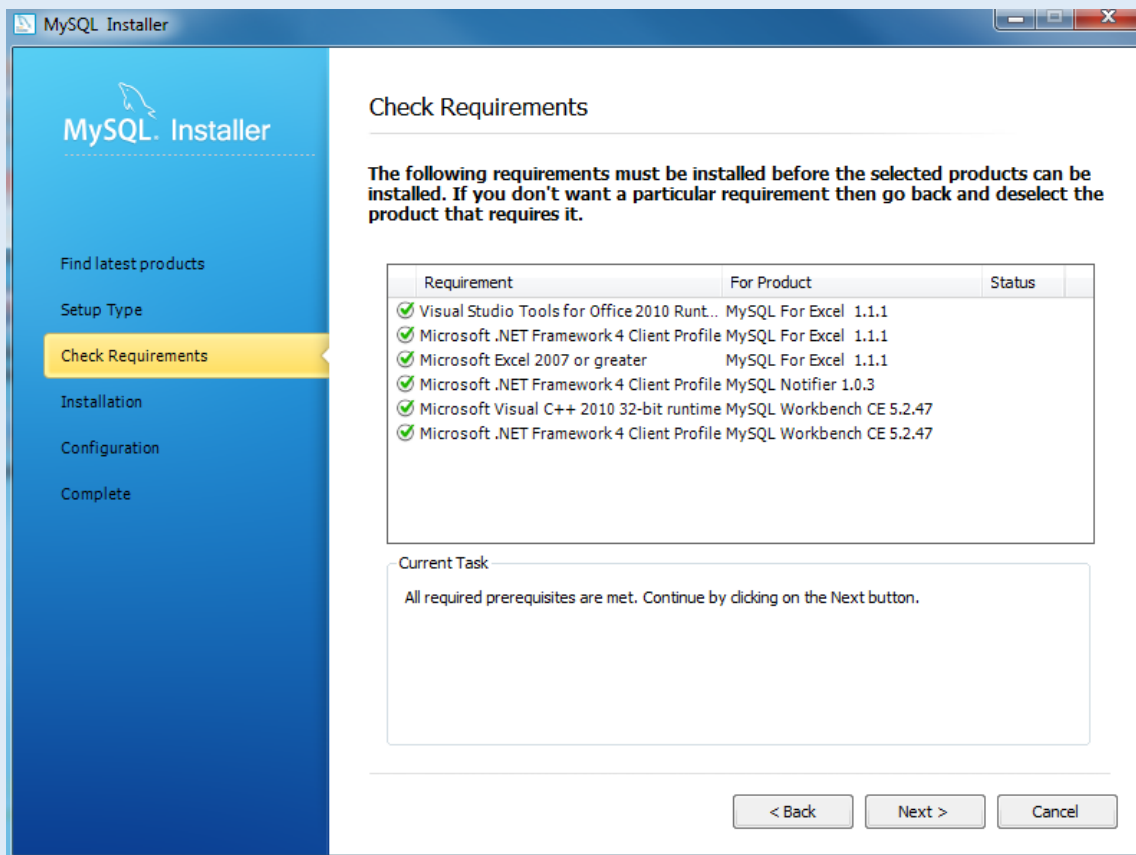 MySQL Installer
MySQL. Installer
Find latest products
Setup Type
Check Requirements
Installation
Configuration
Complete
Check Requirements
The following requirements must be installed before the selected products can be
installed. If you don't want a particular requirement then go back and deselect the
product that requires it.
Requirement For Product Status
Visual Studio Tools for Office 2010 Runt... MySQL For Excel 1.1.1
Microsoft .NET Framework 4 Client Profile MySQL For Excel 1.1.1
Microsoft Excel 2007 or greater MySQL For Excel 1.1.1
Microsoft .NET Framework 4 Client Profile MySQL Notifier 1.0.3
Microsoft Visual C++ 2010 32-bit runtime MySQL Workbench CE 5.2.47
Microsoft .NET Framework 4 Client Profile MySQL Workbench CE 5.2.47
Current Task
All required prerequisites are met. Continue by clicking on the Next button.
< Back Next > Cancel